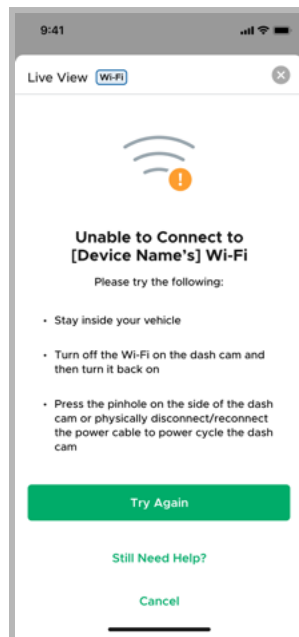 9:41
Live View Wi-Fi
!
Unable to Connect to
[Device Name's] Wi-Fi
Please try the following:
• Stay inside your vehicle
• Turn off the Wi-Fi on the dash cam and
then turn it back on
• Press the pinhole on the side of the dash
cam or physically disconnect/reconnect
the power cable to power cycle the dash
cam
Try Again
Still Need Help?
Cancel